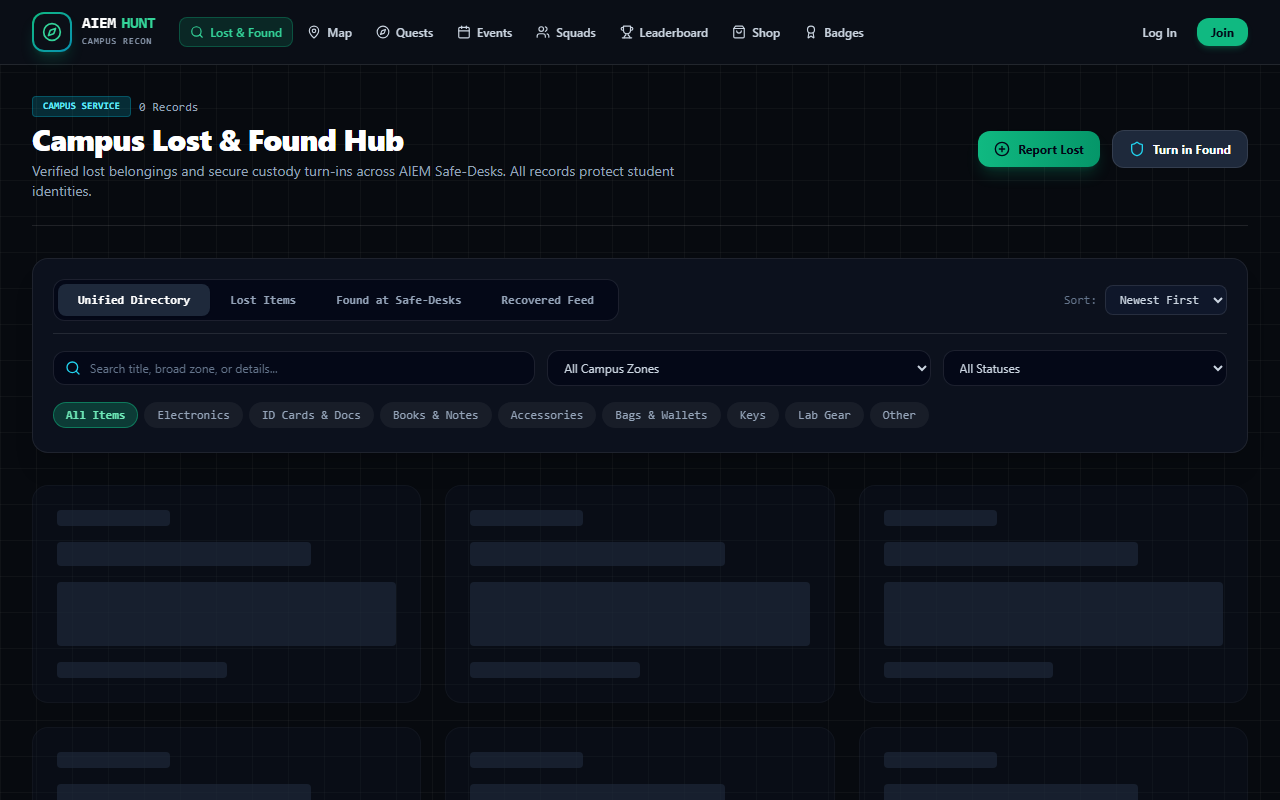 AIEM HUNT
CAMPUS RECON
Lost & Found
Map
Quests
Events
Squads
Leaderboard
Shop
Badges
Log In
Join
CAMPUS SERVICE
0 Records
Campus Lost & Found Hub
Verified lost belongings and secure custody turn-ins across AIEM Safe-Desks. All records protect student
identities.
Report Lost
Turn in Found
Unified Directory
Lost Items
Found at Safe-Desks
Recovered Feed
Sort:
Newest First
Search title, broad zone, or details...
All Campus Zones
All Statuses
All Items
Electronics
ID Cards & Docs
Books & Notes
Accessories
Bags & Wallets
Keys
Lab Gear
Other